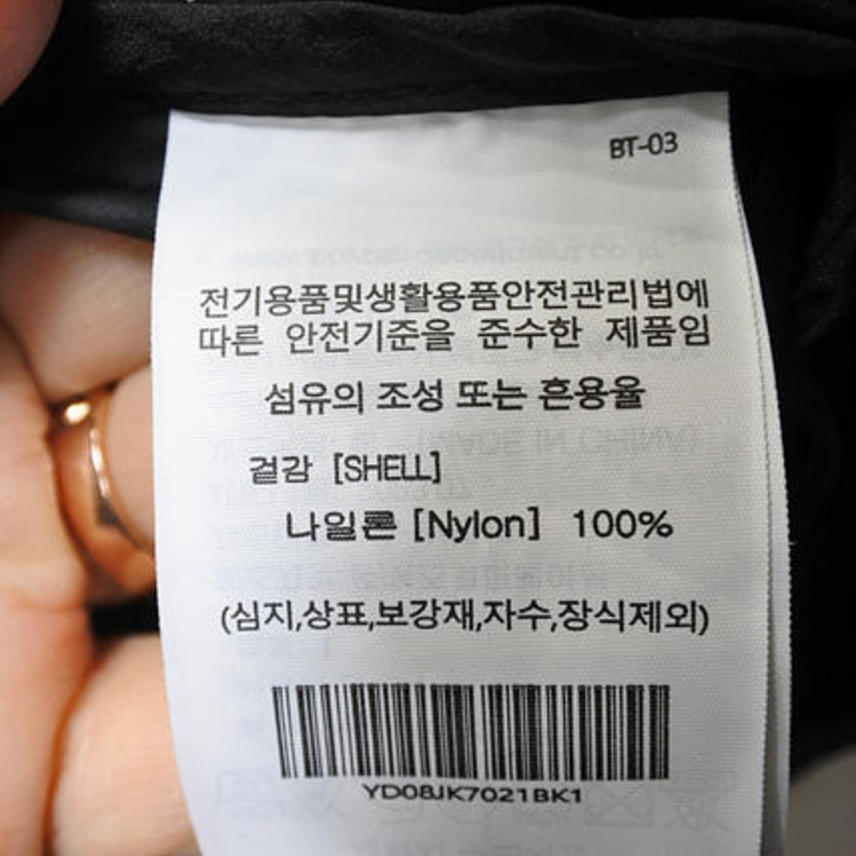 BT-03
전기용품및생활용품안전관리법에
따른 안전기준을 준수한 제품임
섬유의 조성 또는 혼용율
겉감 [SHELL]
나일론 [Nylon] 100%
(심지,상표,보강재,자수,장식제외)
YD08JK7021BK1